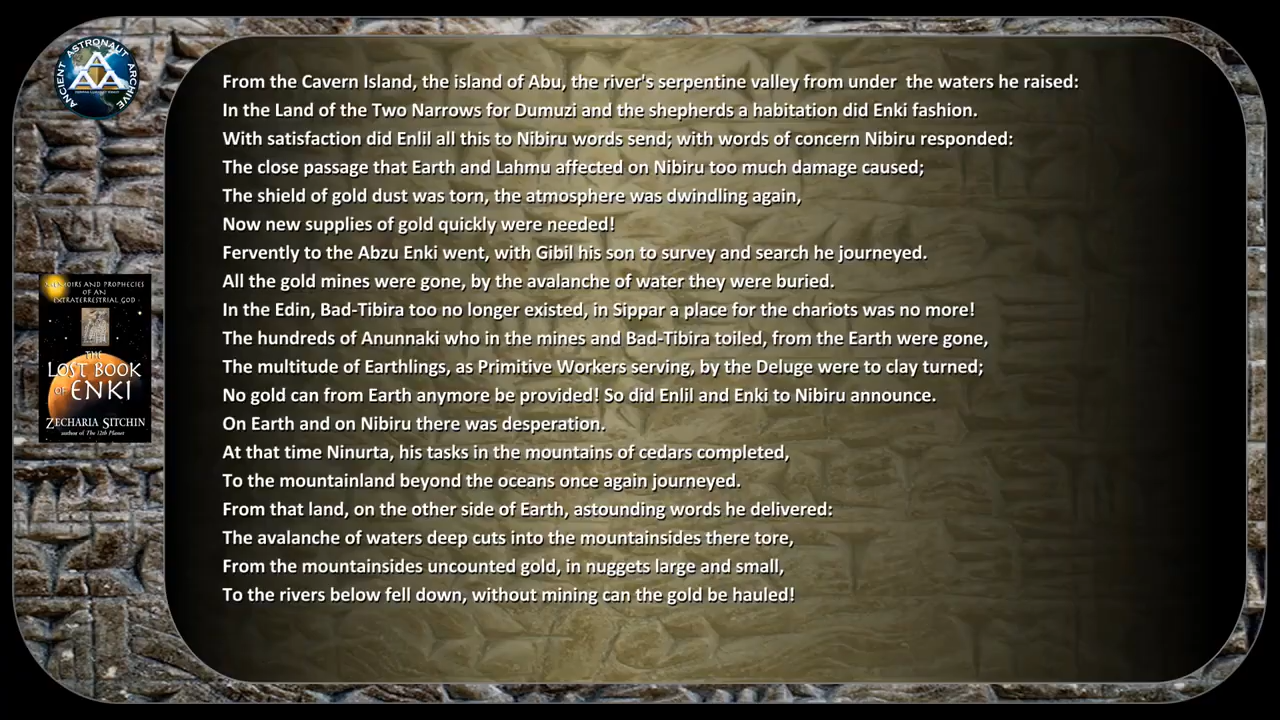 ANCIENT ASTRONAUT ARCHIVE
From the Cavern Island, the island of Abu, the river's serpentine valley from under the waters he raised:
In the Land of the Two Narrows for Dumuzi and the shepherds a habitation did Enki fashion.
With satisfaction did Enlil all this to Nibiru words send; with words of concern Nibiru responded:
The close passage that Earth and Lahmu affected on Nibiru too much damage caused;
The shield of gold dust was torn, the atmosphere was dwindling again,
Now new supplies of gold quickly were needed!
Fervently to the Abzu Enki went, with Gibil his son to survey and search he journeyed.
All the gold mines were gone, by the avalanche of water they were buried.
In the Edin, Bad-Tibira too no longer existed, in Sippar a place for the chariots was no more!
The hundreds of Anunnaki who in the mines and Bad-Tibira toiled, from the Earth were gone,
The multitude of Earthlings, as Primitive Workers serving, by the Deluge were to clay turned;
No gold can from Earth anymore be provided! So did Enlil and Enki to Nibiru announce.
On Earth and on Nibiru there was desperation.
At that time Ninurta, his tasks in the mountains of cedars completed,
To the mountainland beyond the oceans once again journeyed.
From that land, on the other side of Earth, astounding words he delivered:
The avalanche of waters deep cuts into the mountainsides there tore,
From the mountainsides uncounted gold, in nuggets large and small,
To the rivers below fell down, without mining can the gold be hauled!
MEMOIRS AND PROPHECIES
OF AN
EXTRATERRESTRIAL GOD
THE
LOST BOOK
OF ENKI
ZECHARIA SITCHIN
author of The 12th Planet